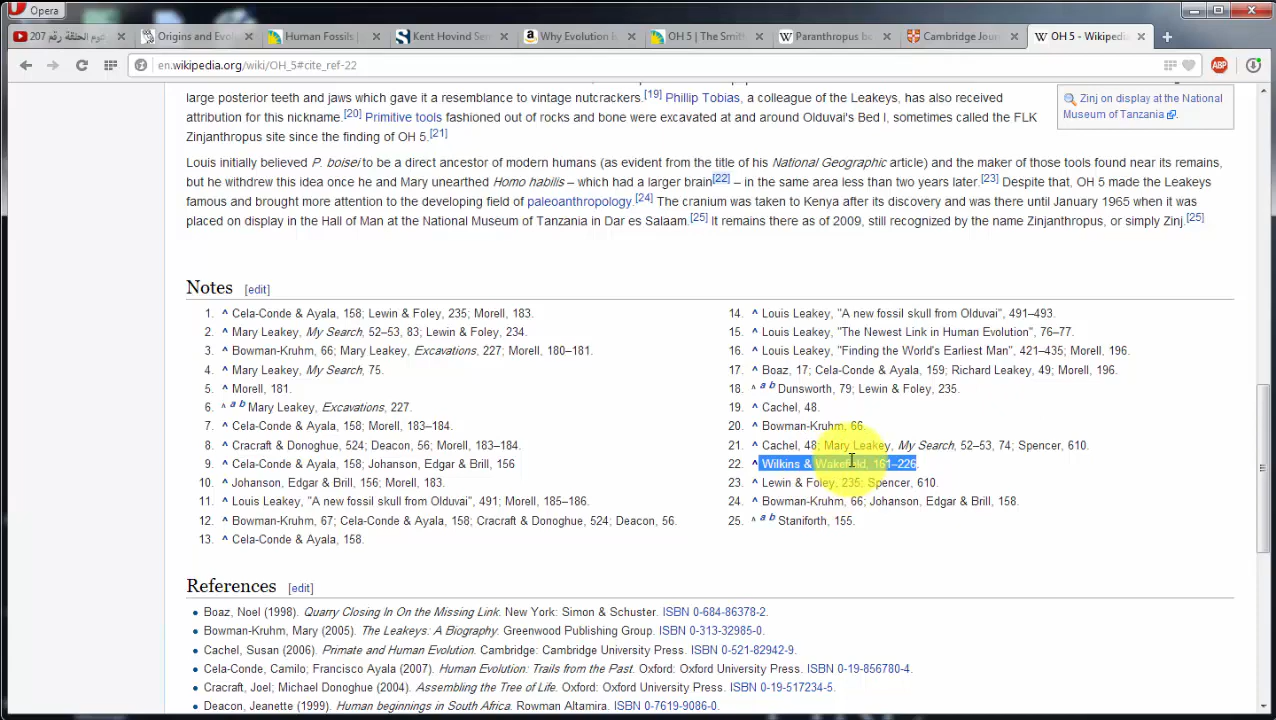 Opera
207 عوم الحلقة رقم
Origins and Evo
Human Fossils |
Kent Hovind Se
Why Evolution
OH 5 | The Smit
Paranthropus b
Cambridge Jou
OH 5 - Wikiped
en.wikipedia.org/wiki/OH_5#cite_ref-22
ABP
large posterior teeth and jaws which gave it a resemblance to vintage nutcrackers.[19] Phillip Tobias, a colleague of the Leakeys, has also received
attribution for this nickname.[20] Primitive tools fashioned out of rocks and bone were excavated at and around Olduvai's Bed I, sometimes called the FLK
Zinjanthropus site since the finding of OH 5.[21]
Zinj on display at the National
Museum of Tanzania
Louis initially believed P. boisei to be a direct ancestor of modern humans (as evident from the title of his National Geographic article) and the maker of those tools found near its remains,
but he withdrew this idea once he and Mary unearthed Homo habilis – which had a larger brain[22] – in the same area less than two years later.[23] Despite that, OH 5 made the Leakeys
famous and brought more attention to the developing field of paleoanthropology.[24] The cranium was taken to Kenya after its discovery and was there until January 1965 when it was
placed on display in the Hall of Man at the National Museum of Tanzania in Dar es Salaam.[25] It remains there as of 2009, still recognized by the name Zinjanthropus, or simply Zinj.[25]
Notes [edit]
1. ^ Cela-Conde & Ayala, 158; Lewin & Foley, 235; Morell, 183.
2. ^ Mary Leakey, My Search, 52–53, 83; Lewin & Foley, 234.
3. ^ Bowman-Kruhm, 66; Mary Leakey, Excavations, 227; Morell, 180–181.
4. ^ Mary Leakey, My Search, 75.
5. ^ Morell, 181.
6. ^ a b Mary Leakey, Excavations, 227.
7. ^ Cela-Conde & Ayala, 158; Morell, 183–184.
8. ^ Cracraft & Donoghue, 524; Deacon, 56; Morell, 183–184.
9. ^ Cela-Conde & Ayala, 158; Johanson, Edgar & Brill, 156
10. ^ Johanson, Edgar & Brill, 156; Morell, 183.
11. ^ Louis Leakey, "A new fossil skull from Olduvai", 491; Morell, 185–186.
12. ^ Bowman-Kruhm, 67; Cela-Conde & Ayala, 158; Cracraft & Donoghue, 524; Deacon, 56.
13. ^ Cela-Conde & Ayala, 158.
14. ^ Louis Leakey, "A new fossil skull from Olduvai", 491–493.
15. ^ Louis Leakey, "The Newest Link in Human Evolution", 76–77.
16. ^ Louis Leakey, "Finding the World's Earliest Man", 421–435; Morell, 196.
17. ^ Boaz, 17; Cela-Conde & Ayala, 159; Richard Leakey, 49; Morell, 196.
18. ^ a b Dunsworth, 79; Lewin & Foley, 235.
19. ^ Cachel, 48.
20. ^ Bowman-Kruhm, 66.
21. ^ Cachel, 48; Mary Leakey, My Search, 52–53, 74; Spencer, 610.
22. ^ Wilkins & Wakefield, 161–226.
23. ^ Lewin & Foley, 235; Spencer, 610.
24. ^ Bowman-Kruhm, 66; Johanson, Edgar & Brill, 158.
25. ^ a b Staniforth, 155.
References [edit]
Boaz, Noel (1998). Quarry Closing In On the Missing Link. New York: Simon & Schuster. ISBN 0-684-86378-2.
Bowman-Kruhm, Mary (2005). The Leakeys: A Biography. Greenwood Publishing Group. ISBN 0-313-32985-0.
Cachel, Susan (2006). Primate and Human Evolution. Cambridge: Cambridge University Press. ISBN 0-521-82942-9.
Cela-Conde, Camilo; Francisco Ayala (2007). Human Evolution: Trails from the Past. Oxford: Oxford University Press. ISBN 0-19-856780-4.
Cracraft, Joel; Michael Donoghue (2004). Assembling the Tree of Life. Oxford: Oxford University Press. ISBN 0-19-517234-5.
Deacon, Jeanette (1999). Human beginnings in South Africa. Rowman Altamira. ISBN 0-7619-9086-0.